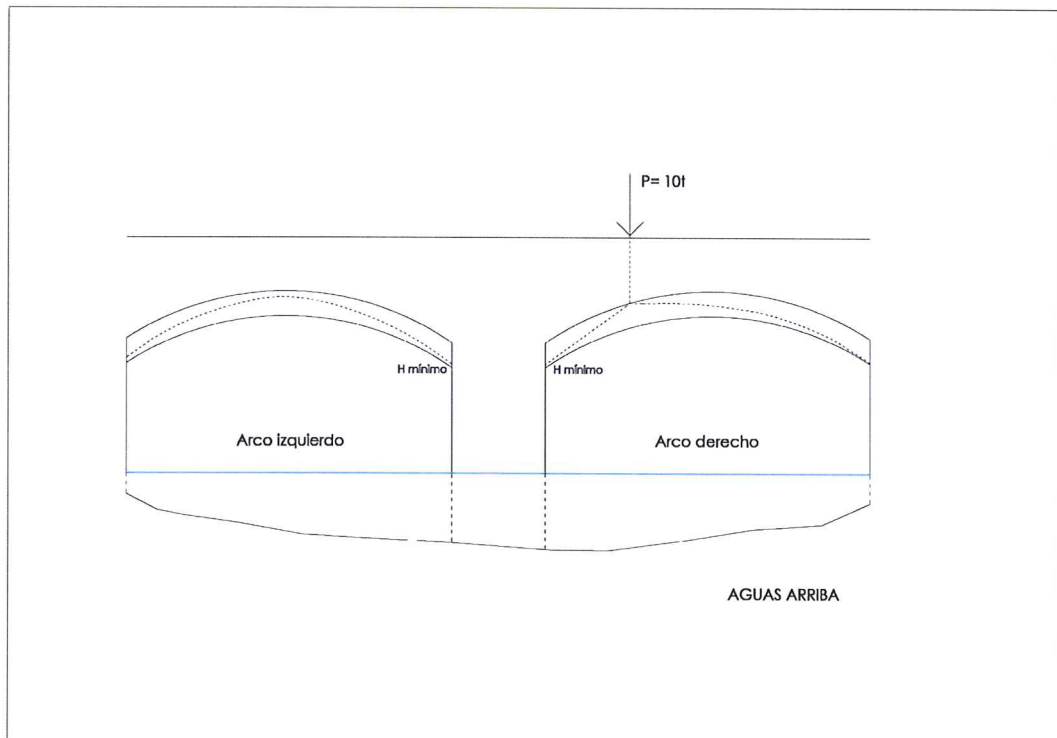 P= 10t
H mínimo
H mínimo
Arco izquierdo
Arco derecho
AGUAS ARRIBA